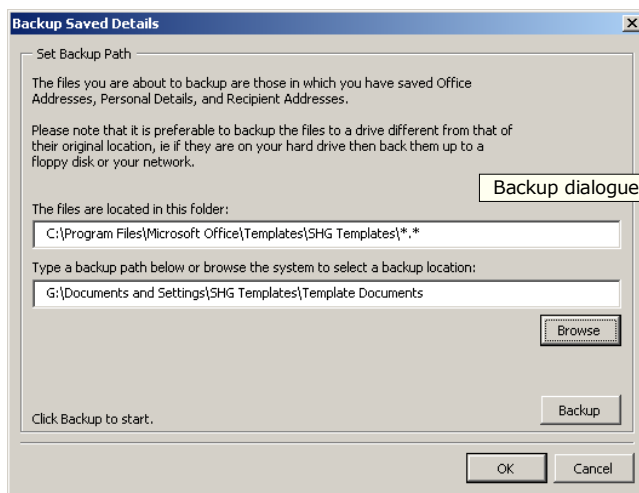 Backup Saved Details
Set Backup Path
The files you are about to backup are those in which you have saved Office
Addresses, Personal Details, and Recipient Addresses.
Please note that it is preferable to backup the files to a drive different from that of
their original location, ie if they are on your hard drive then back them up to a
floppy disk or your network.
Backup dialogue
The files are located in this folder:
C:\Program Files\Microsoft Office\Templates\SHG Templates\*.*
Type a backup path below or browse the system to select a backup location:
G:\Documents and Settings\SHG Templates\Template Documents
Browse
Backup
Click Backup to start.
OK
Cancel